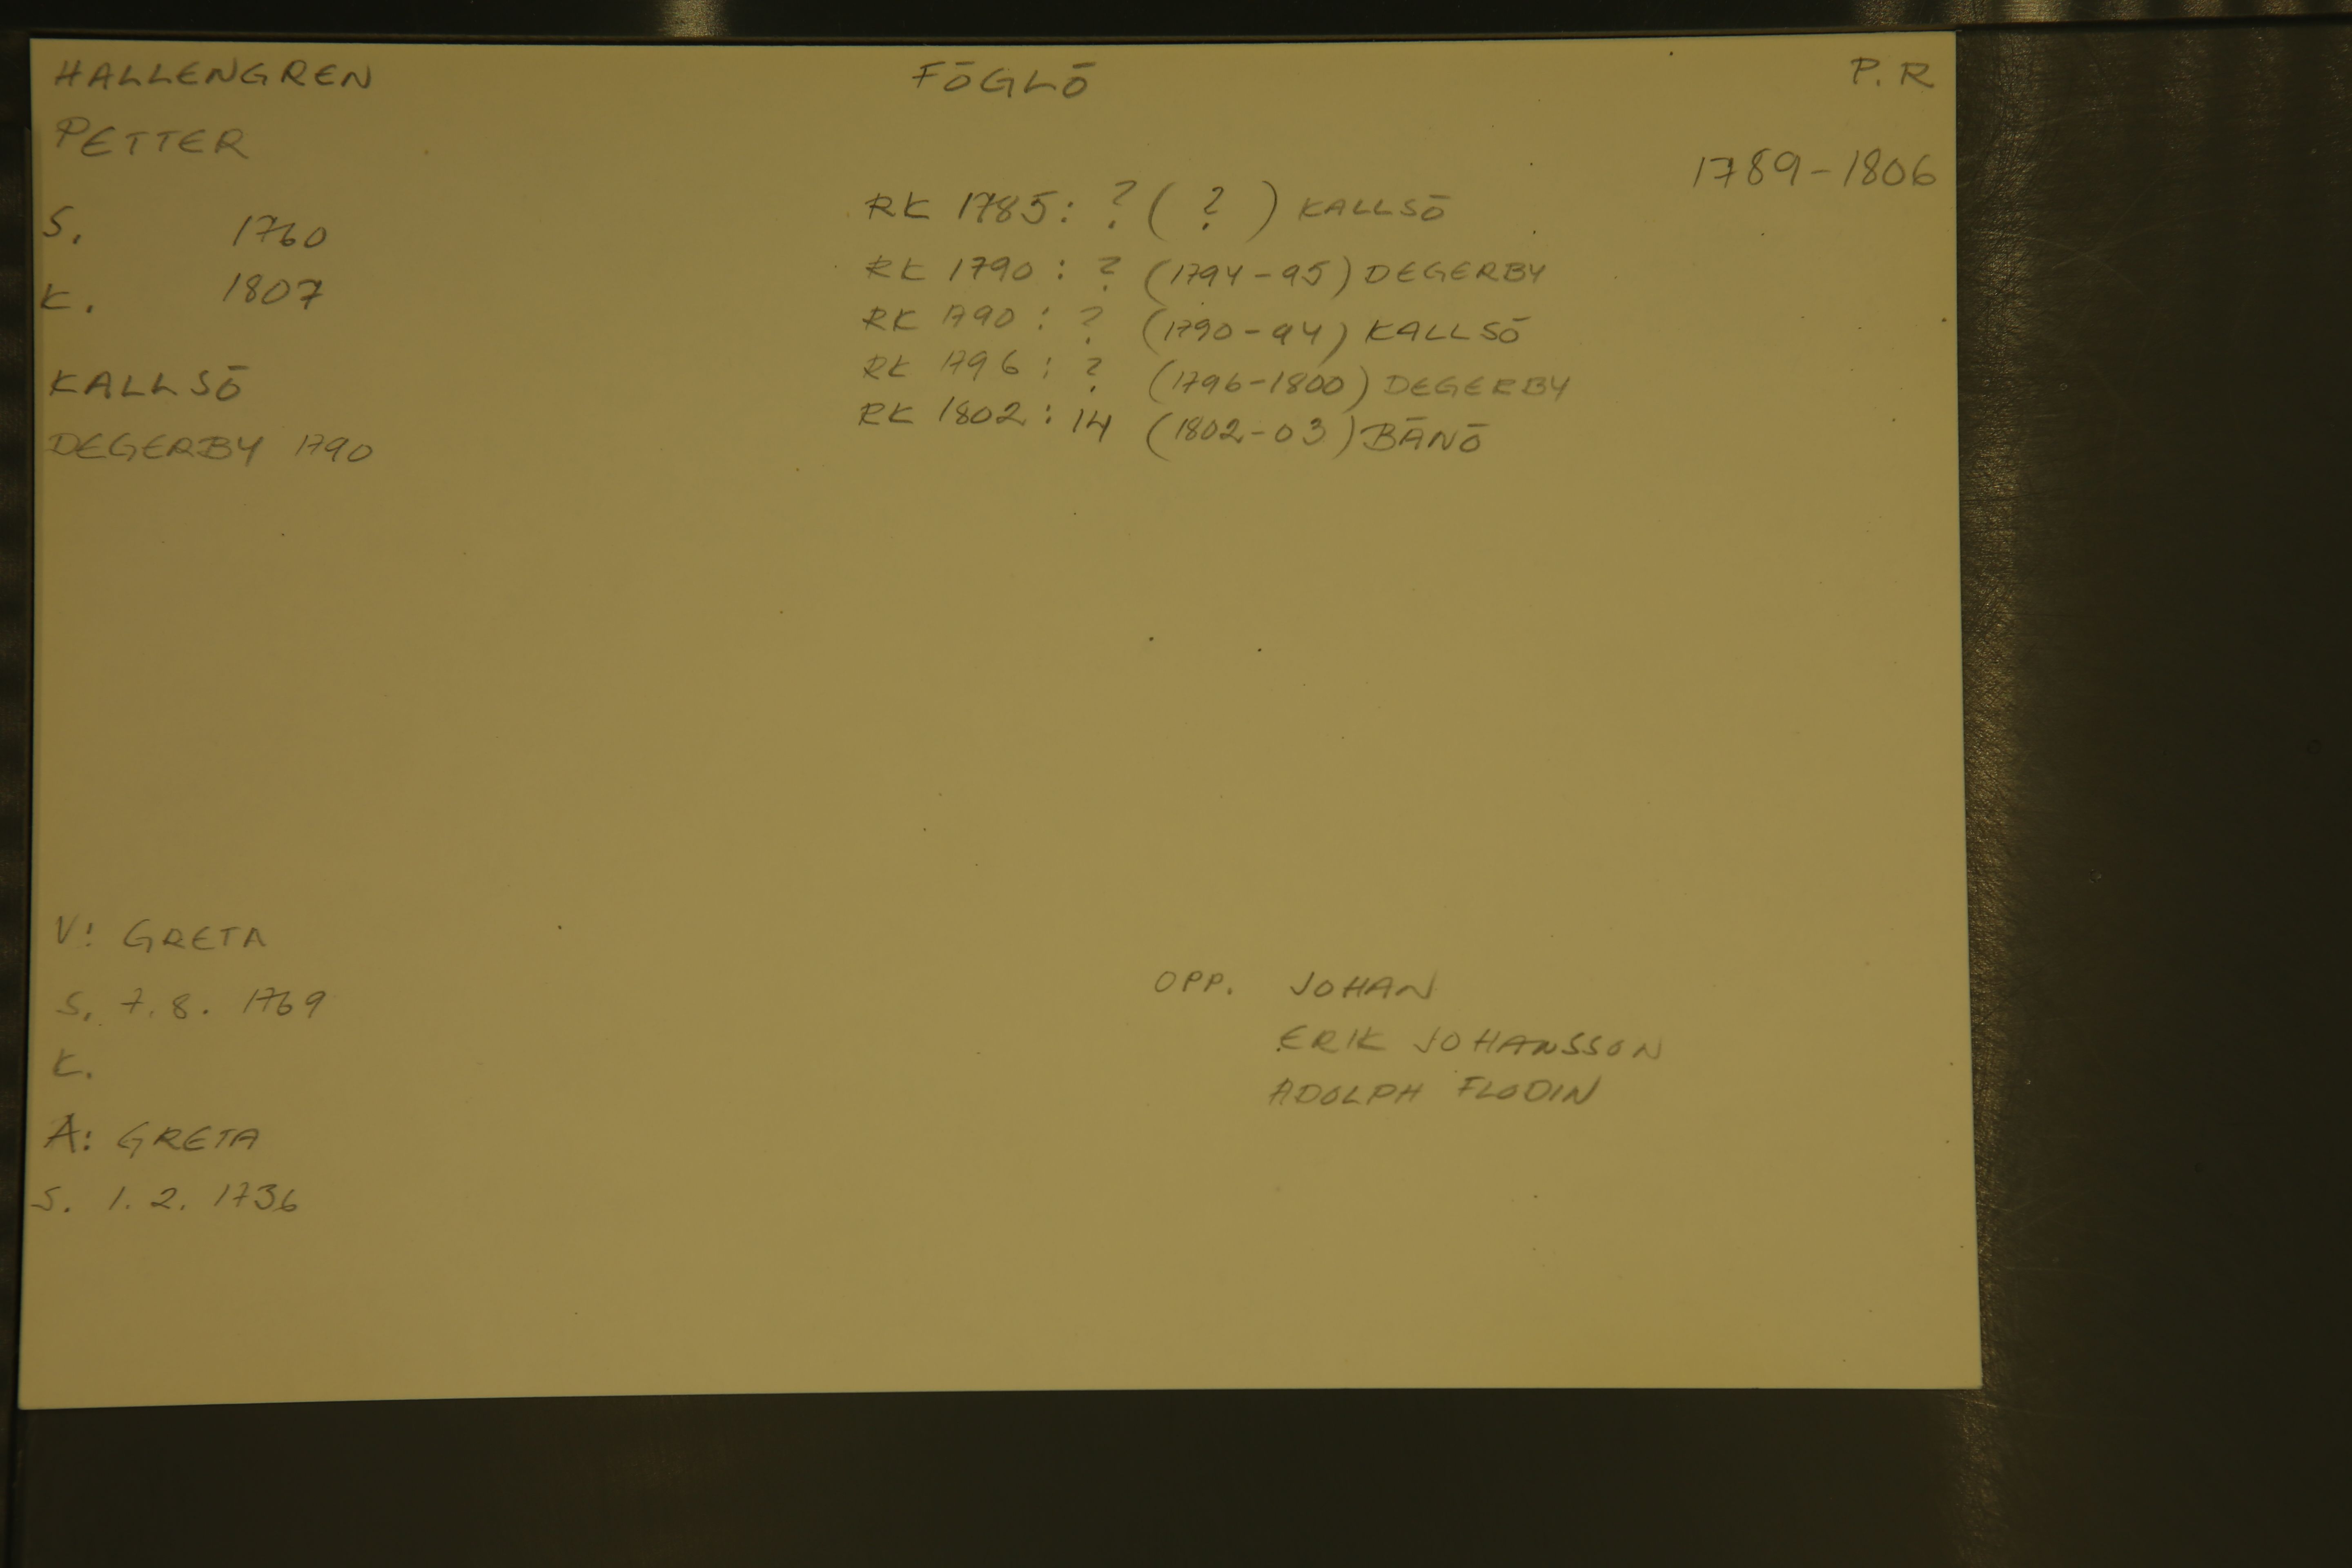 HALLENGREN FÖGLÖ P.R
PETTER
1789-1806
S. 1760
K. 1807
KALLSÖ
DEGERBY 1790
RK 1785: ? ( ? ) KALLSÖ
RK 1790: ? (1794-95) DEGERBY
RK 1790: ? (1790-94) KALLSÖ
RK 1796: ? (1796-1800) DEGERBY
RK 1802: 14 (1802-03) BÄNÖ
V: GRETA
S. 7.8. 1769
K.
A: GRETA
S. 1.2. 1736
OPP. JOHAN
ERIK JOHANSSON
ADOLPH FLODIN